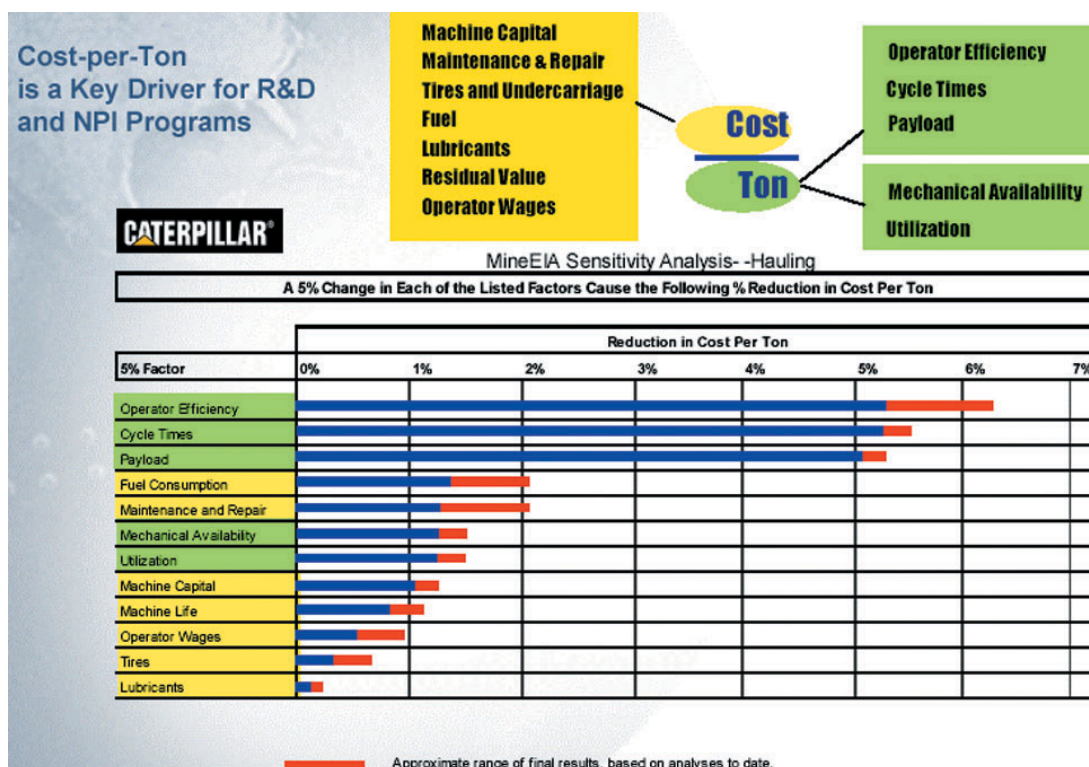 Cost-per-Ton
is a Key Driver for R&D
and NPI Programs
Machine Capital
Maintenance & Repair
Tires and Undercarriage
Fuel
Lubricants
Residual Value
Operator Wages
Cost
Ton
Operator Efficiency
Cycle Times
Payload
Mechanical Availability
Utilization
CATERPILLAR®
MineEIA Sensitivity Analysis- -Hauling
A 5% Change in Each of the Listed Factors Cause the Following % Reduction in Cost Per Ton
Reduction in Cost Per Ton
5% Factor 0% 1% 2% 3% 4% 5% 6% 7%
Operator Efficiency
Cycle Times
Payload
Fuel Consumption
Maintenance and Repair
Mechanical Availability
Utilization
Machine Capital
Machine Life
Operator Wages
Tires
Lubricants
Approximate range of final results, based on analyses to date.